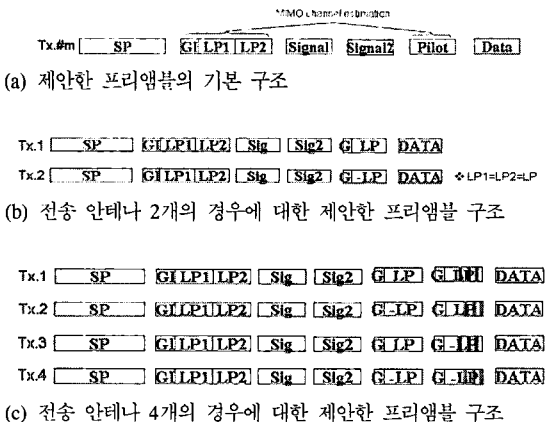 MIMO channel estimation
Tx.#m SP GI LP1 LP2 Signal Signal2 Pilot Data
(a) 제안한 프리앰블의 기본 구조
Tx.1 SP GI LP1 LP2 Sig Sig2 G LP DATA
Tx.2 SP GI LP1 LP2 Sig Sig2 G -LP DATA ❖ LP1=LP2=LP
(b) 전송 안테나 2개의 경우에 대한 제안한 프리앰블 구조
Tx.1 SP GI LP1 LP2 Sig Sig2 G LP G DATA
Tx.2 SP GI LP1 LP2 Sig Sig2 G -LP G DATA
Tx.3 SP GI LP1 LP2 Sig Sig2 G LP G DATA
Tx.4 SP GI LP1 LP2 Sig Sig2 G -LP G DATA
(c) 전송 안테나 4개의 경우에 대한 제안한 프리앰블 구조